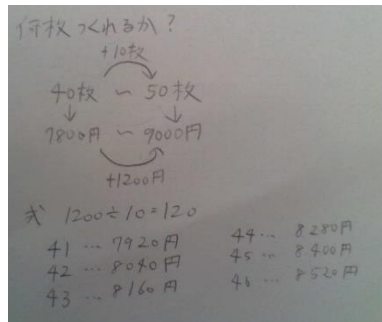 何枚つくれるか?
+10枚
40枚 〜 50枚
↓ ↓
7800円 〜 9000円
+1200円
式 1200÷10=120
41 … 7920円
42 … 8040円
43 … 8160円
44 … 8280円
45 … 8400円
46 … 8520円